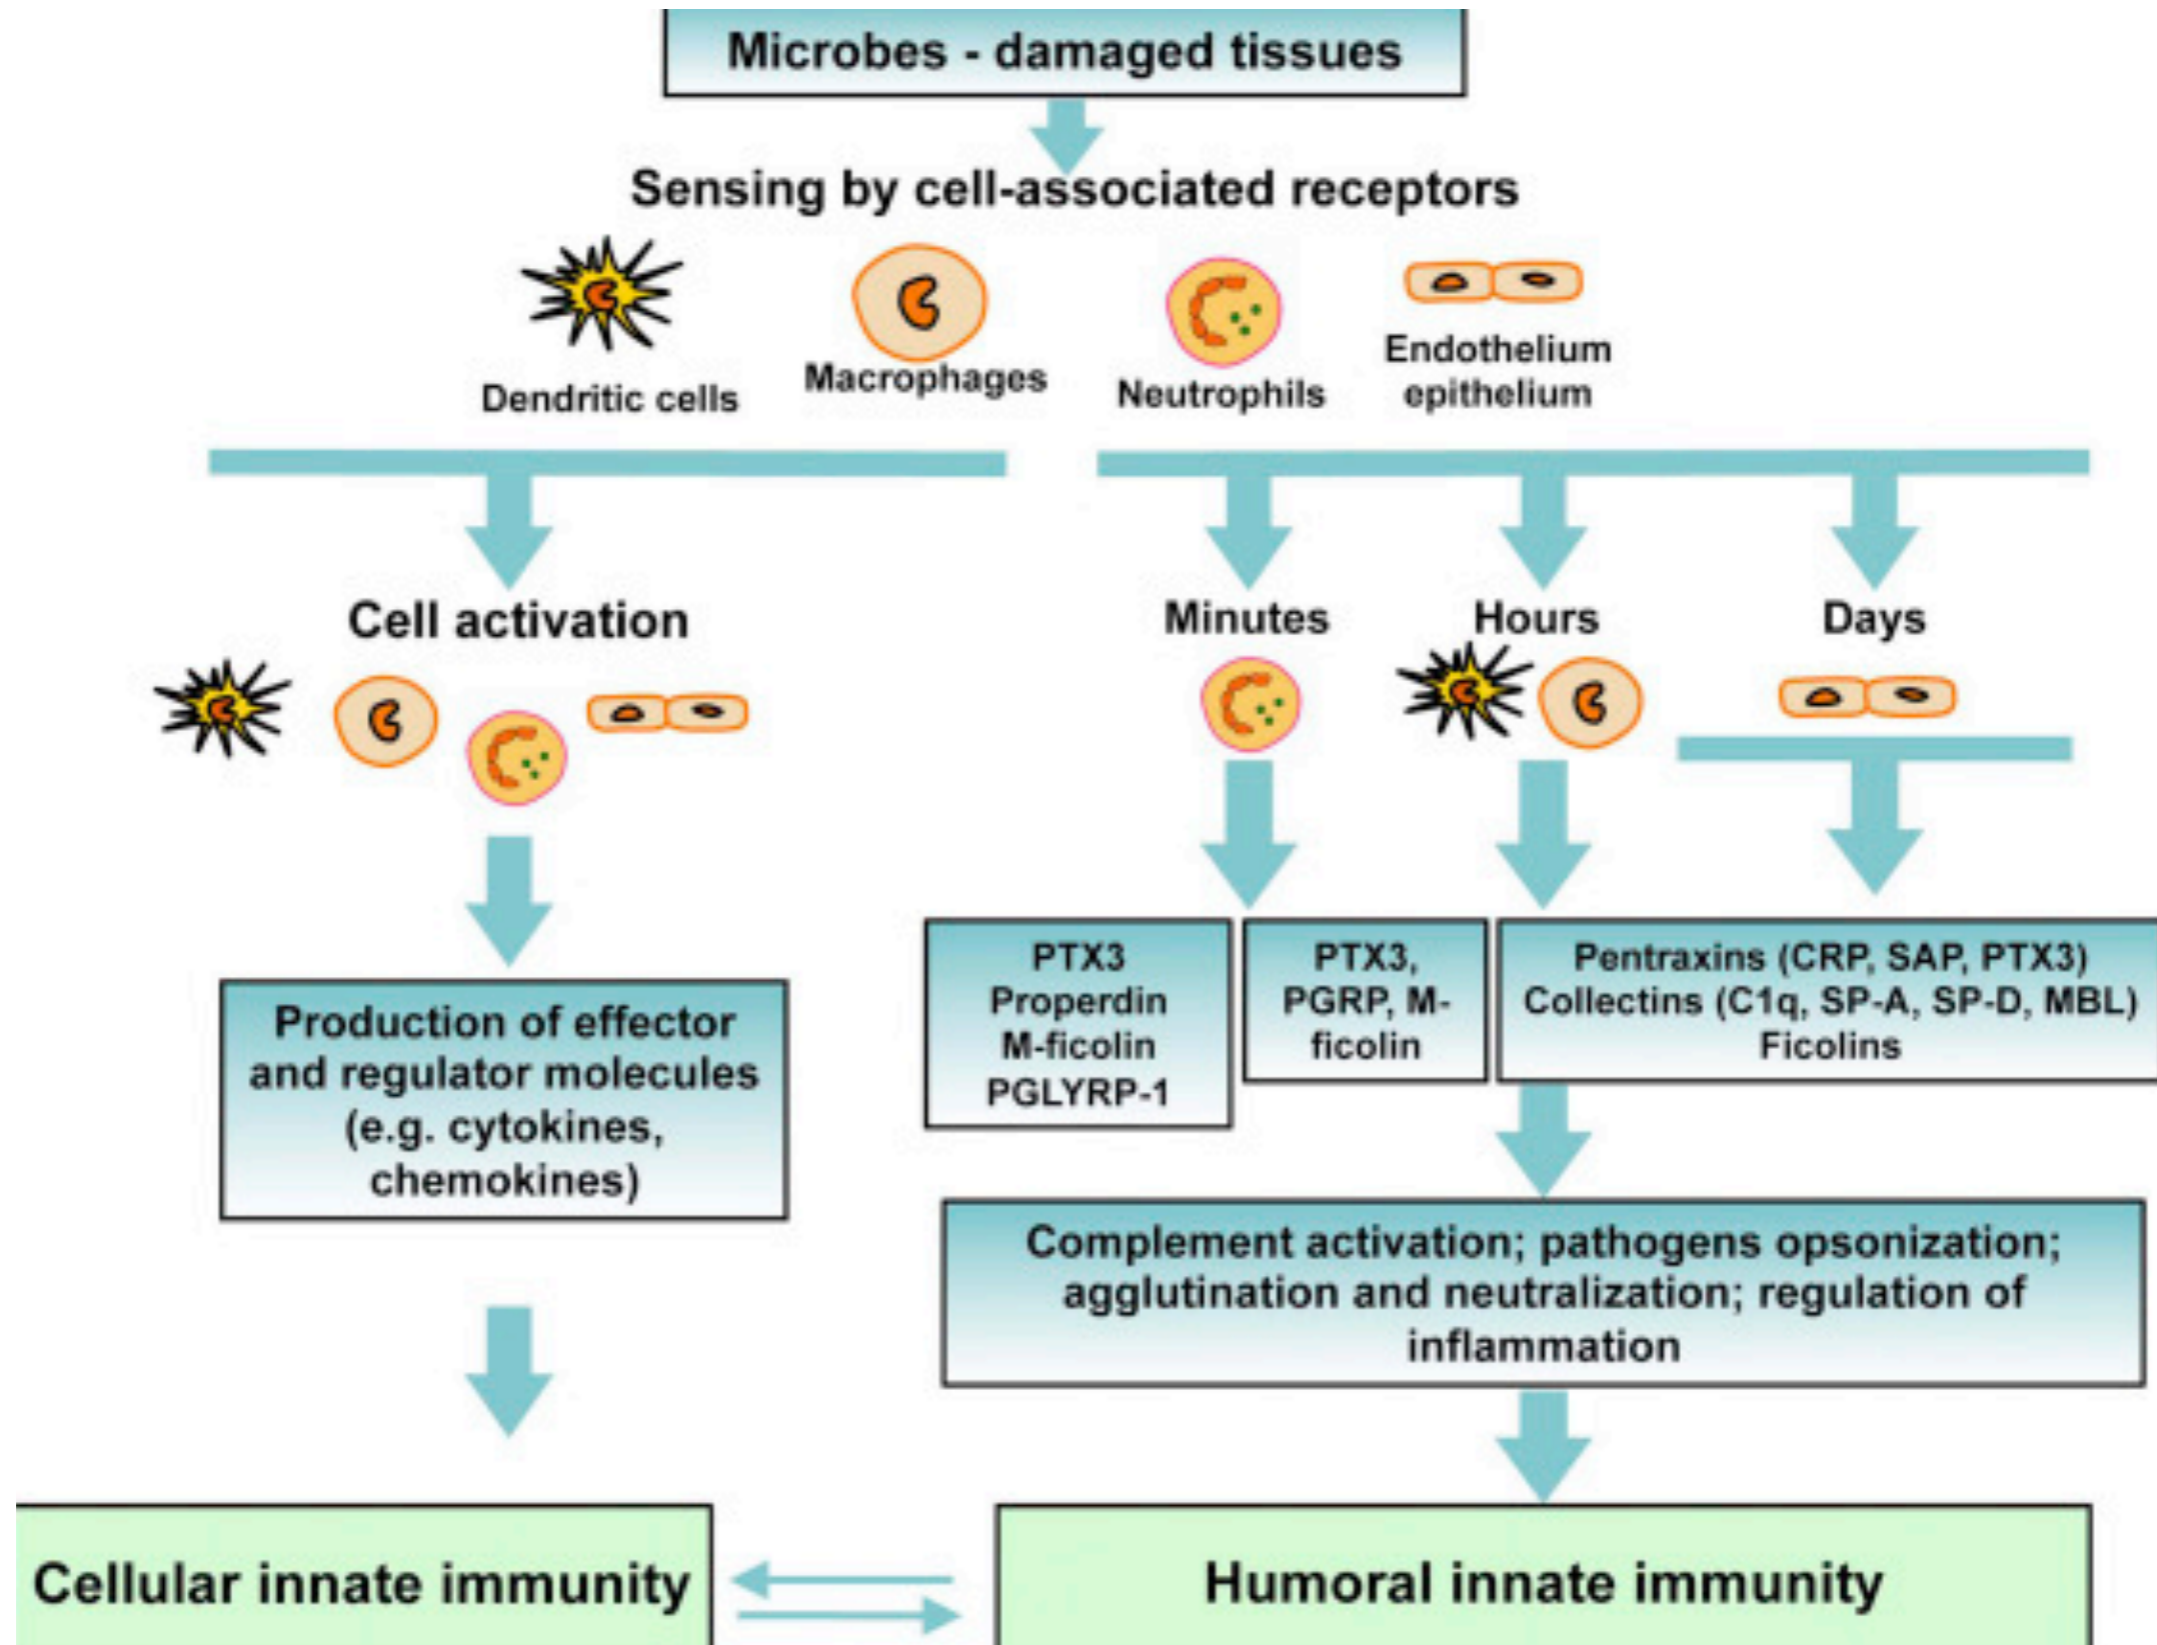 Microbes - damaged tissues
Sensing by cell-associated receptors
Dendritic cells
Macrophages
Neutrophils
Endothelium
epithelium
Cell activation
Minutes
Hours
Days
Production of effector
and regulator molecules
(e.g. cytokines,
chemokines)
PTX3
Properdin
M-ficolin
PGLYRP-1
PTX3,
PGRP, M-
ficolin
Pentraxins (CRP, SAP, PTX3)
Collectins (C1q, SP-A, SP-D, MBL)
Ficolins
Complement activation; pathogens opsonization;
agglutination and neutralization; regulation of
inflammation
Cellular innate immunity
Humoral innate immunity